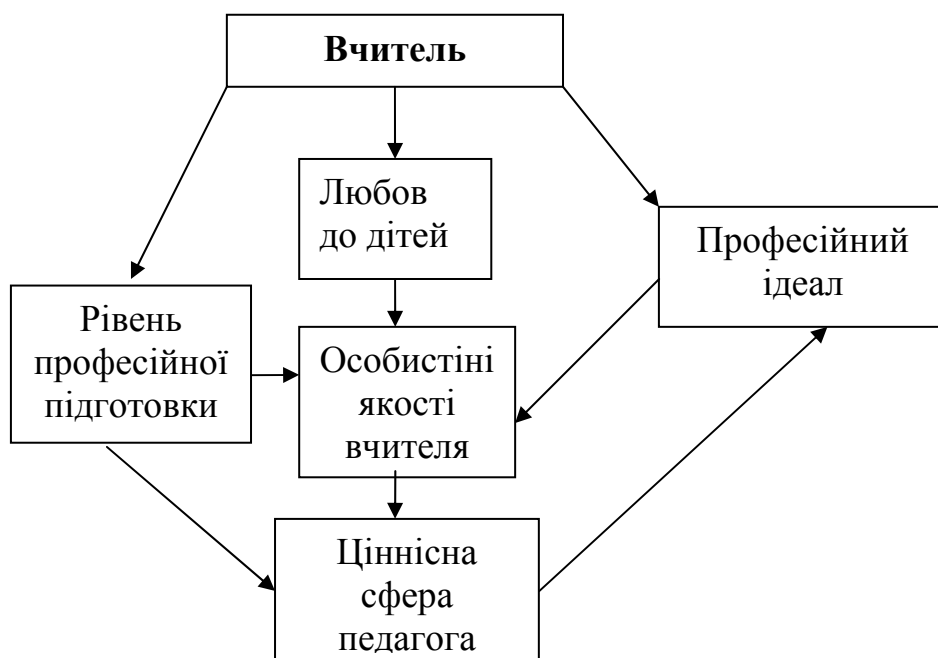 Вчитель
Любов
до дітей
Професійний
ідеал
Рівень
професійної
підготовки
Особистіні
якості
вчителя
Ціннісна
сфера
педагога